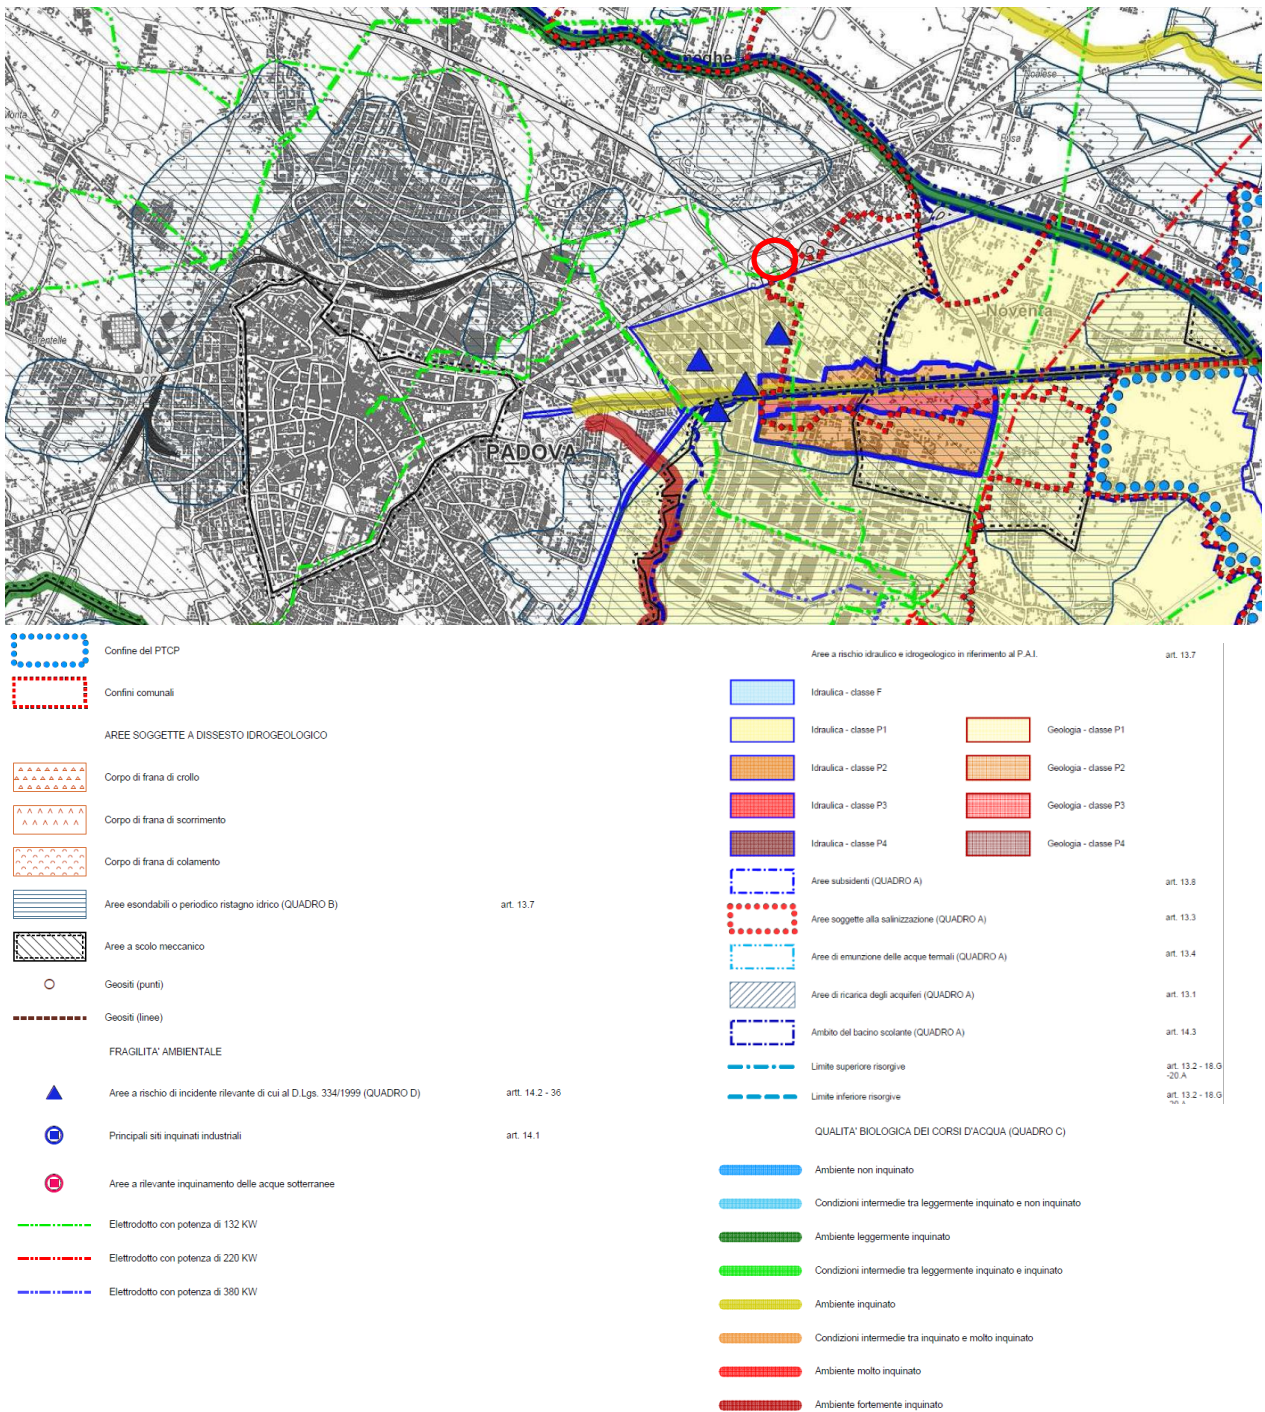 Noalese
Busa
Brentelle
Noventa
PADOVA
Confine del PTCP
Confini comunali
AREE SOGGETTE A DISSESTO IDROGEOLOGICO
Corpo di frana di crollo
Corpo di frana di scorrimento
Corpo di frana di colamento
Aree esondabili o periodico ristagno idrico (QUADRO B) art. 13.7
Aree a scolo meccanico
Geositi (punti)
Geositi (linee)
FRAGILITA' AMBIENTALE
Aree a rischio di incidente rilevante di cui al D.Lgs. 334/1999 (QUADRO D) artt. 14.2 - 36
Principali siti inquinati industriali art. 14.1
Aree a rilevante inquinamento delle acque sotterranee
Elettrodotto con potenza di 132 KW
Elettrodotto con potenza di 220 KW
Elettrodotto con potenza di 380 KW
Aree a rischio idraulico e idrogeologico in riferimento al P.A.I. art. 13.7
Idraulica - classe F
Idraulica - classe P1 Geologia - classe P1
Idraulica - classe P2 Geologia - classe P2
Idraulica - classe P3 Geologia - classe P3
Idraulica - classe P4 Geologia - classe P4
Aree subsidenti (QUADRO A) art. 13.8
Aree soggette alla salinizzazione (QUADRO A) art. 13.3
Aree di emunzione delle acque termali (QUADRO A) art. 13.4
Aree di ricarica degli acquiferi (QUADRO A) art. 13.1
Ambito del bacino scolante (QUADRO A) art. 14.3
Limite superiore risorgive art. 13.2 - 18.G
-20.A
Limite inferiore risorgive art. 13.2 - 18.G
QUALITA' BIOLOGICA DEI CORSI D'ACQUA (QUADRO C)
Ambiente non inquinato
Condizioni intermedie tra leggermente inquinato e non inquinato
Ambiente leggermente inquinato
Condizioni intermedie tra leggermente inquinato e inquinato
Ambiente inquinato
Condizioni intermedie tra inquinato e molto inquinato
Ambiente molto inquinato
Ambiente fortemente inquinato